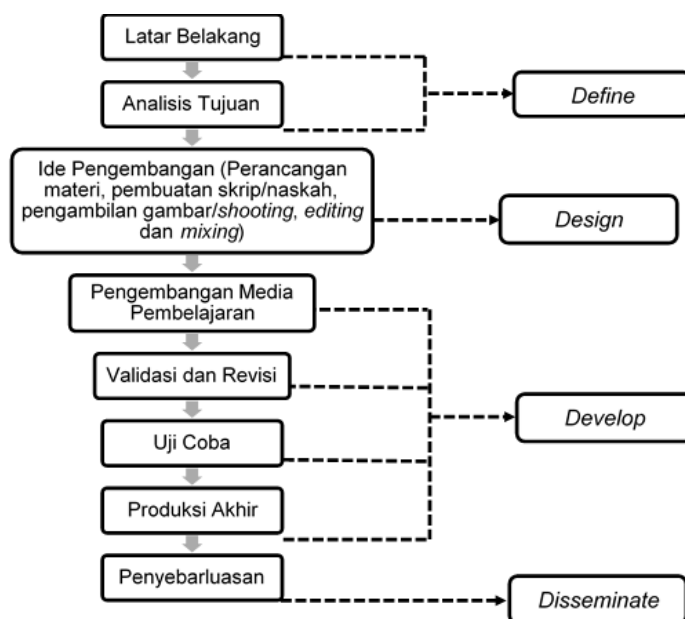 Latar Belakang
Analisis Tujuan
Define
Ide Pengembangan (Perancangan
materi, pembuatan skrip/naskah,
pengambilan gambar/shooting, editing
dan mixing)
Design
Pengembangan Media
Pembelajaran
Validasi dan Revisi
Uji Coba
Produksi Akhir
Develop
Penyebarluasan
Disseminate